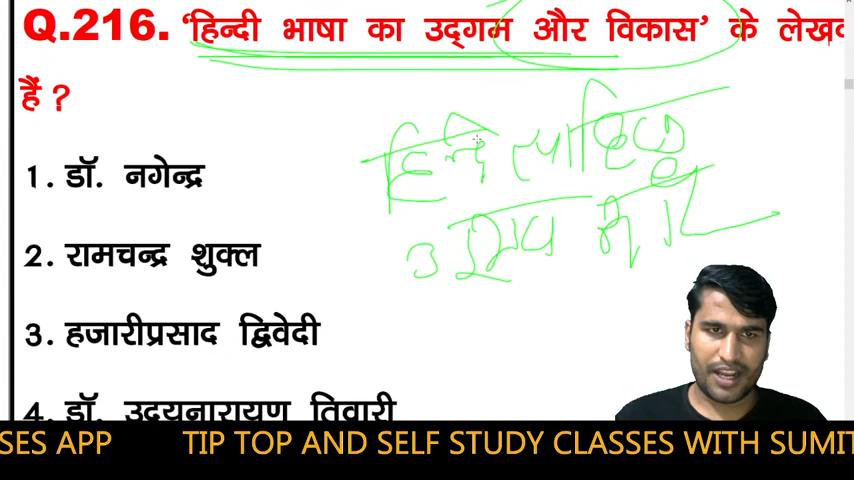 Q.216. ‘हिन्दी भाषा का उद्गम और विकास’ के लेखक
हैं ?
1. डॉ. नगेन्द्र
2. रामचन्द्र शुक्ल
3. हजारीप्रसाद द्विवेदी
4. डॉ. उदयनारायण तिवारी
SES APP TIP TOP AND SELF STUDY CLASSES WITH SUMIT